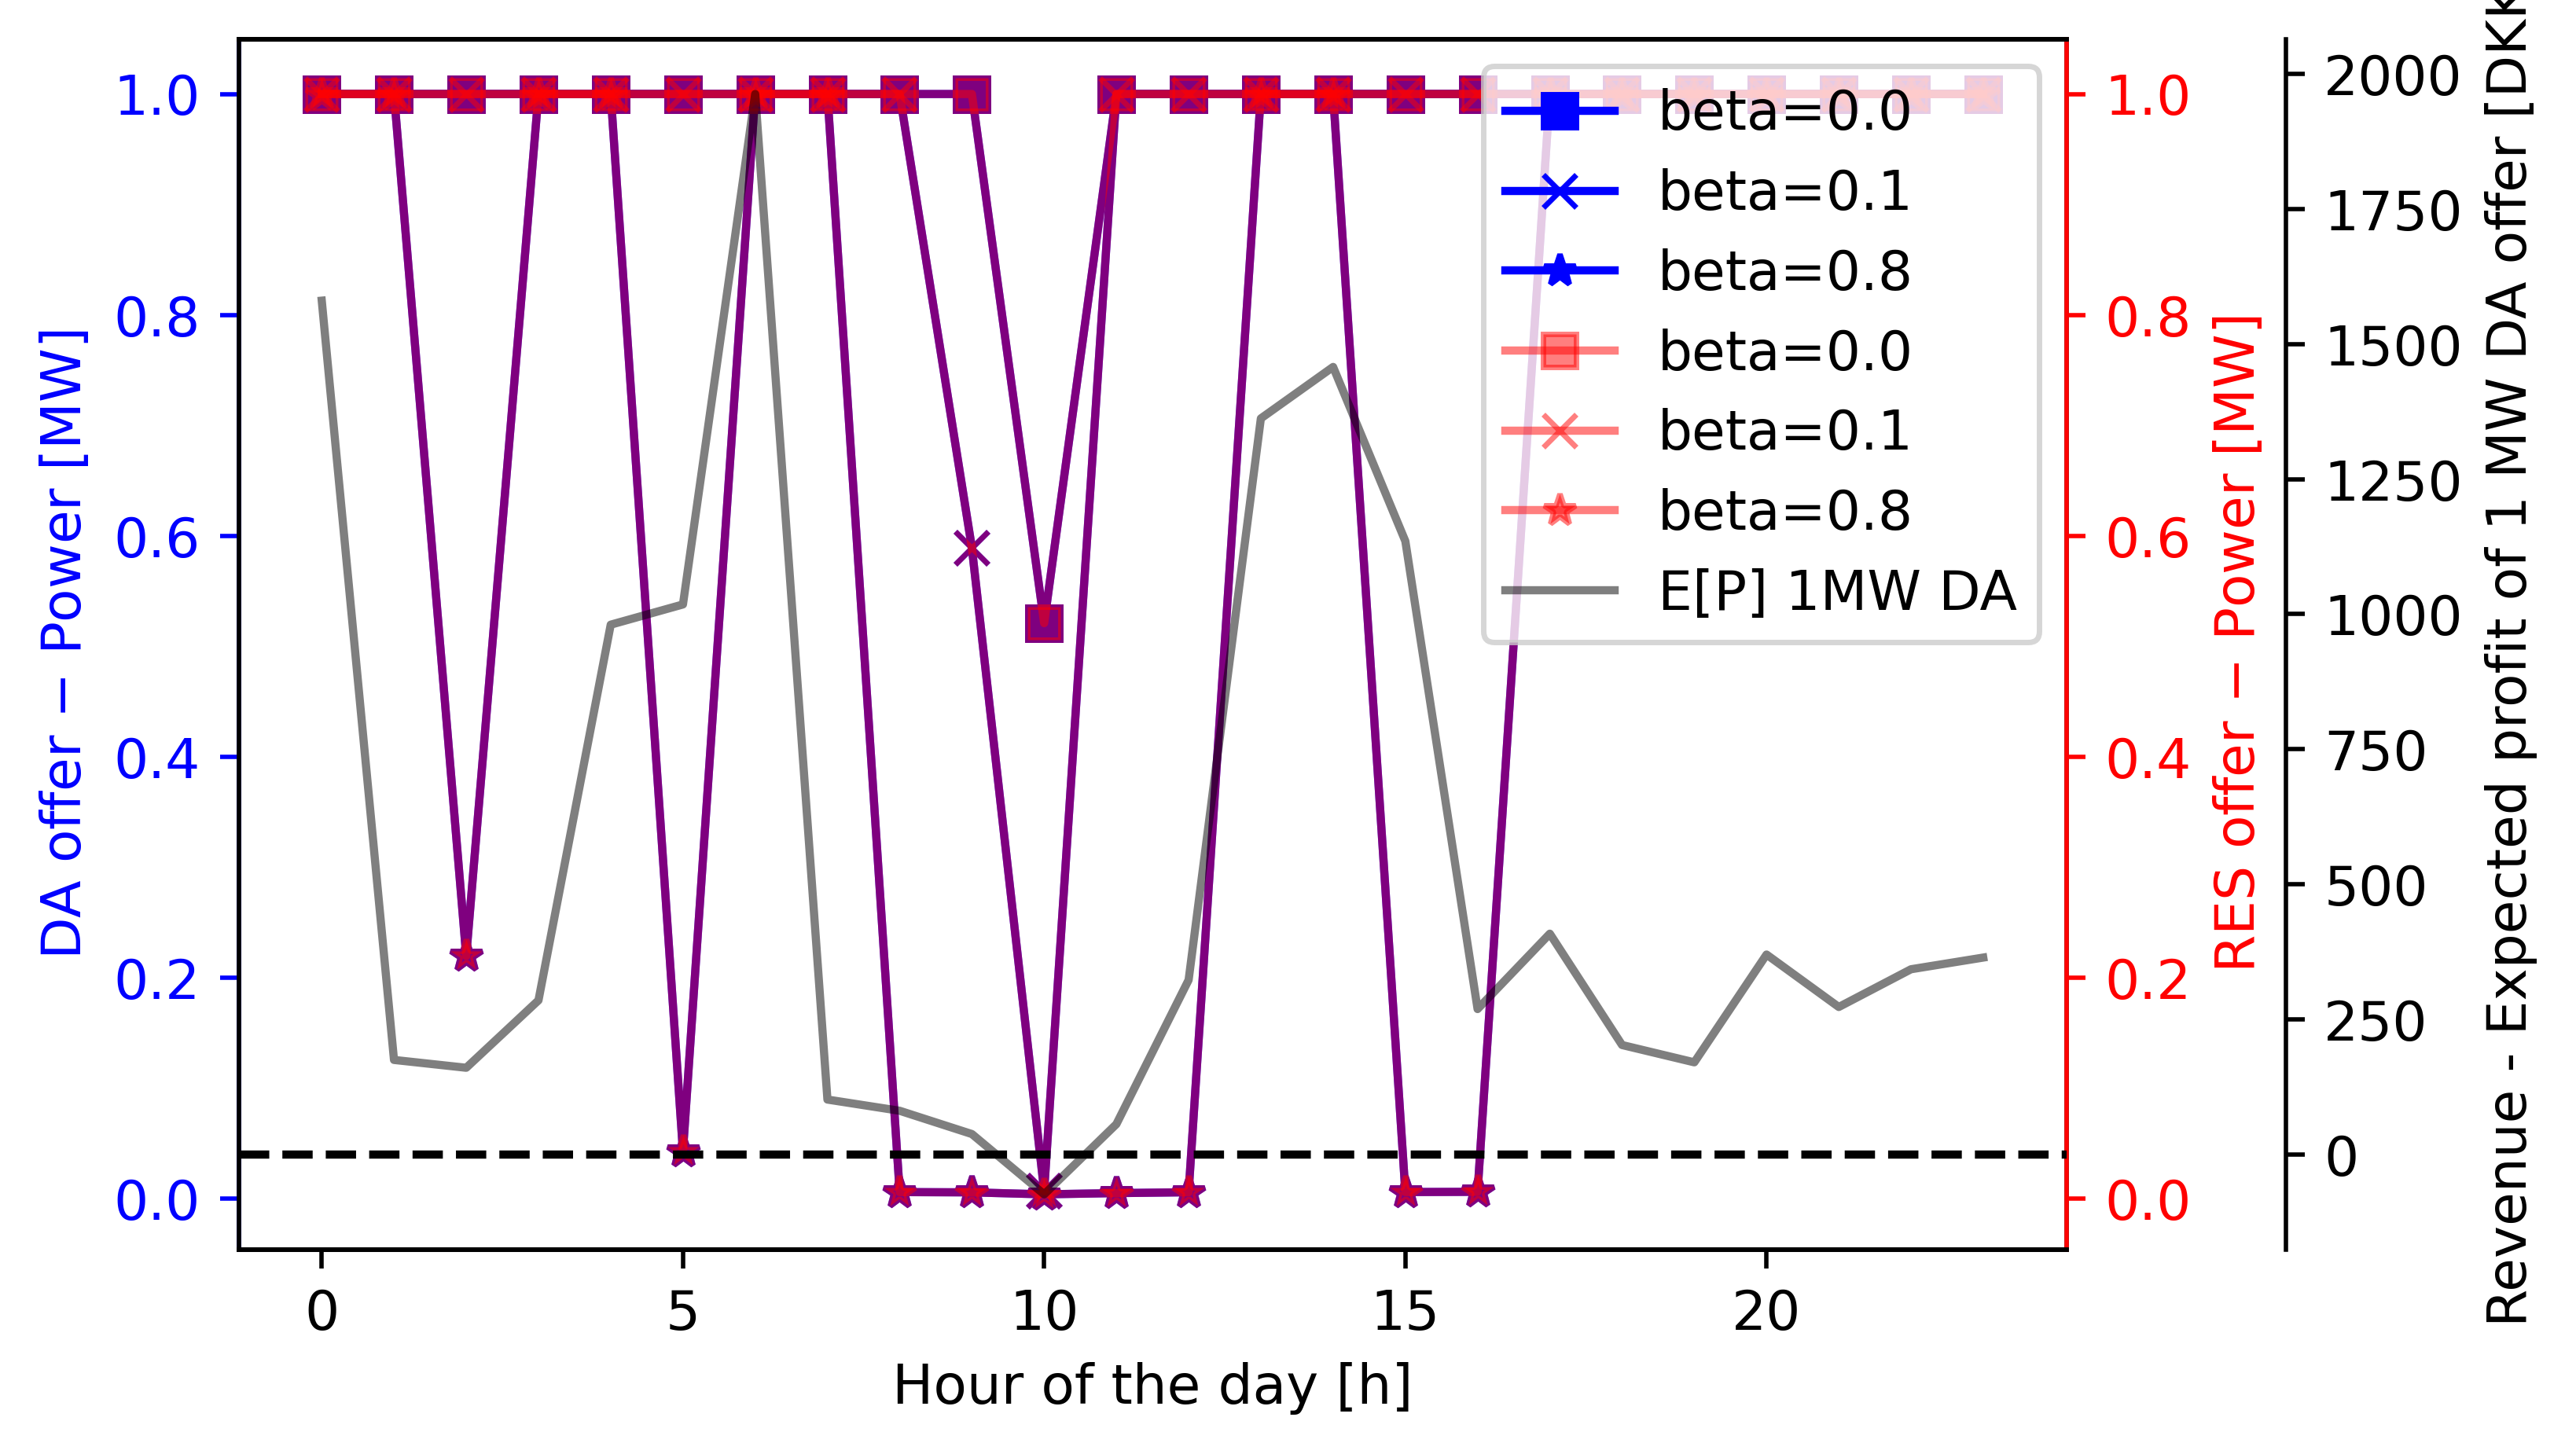 DA offer − Power [MW]
1.0
0.8
0.6
0.4
0.2
0.0
0
5
10
15
20
Hour of the day [h]
beta=0.0
beta=0.1
beta=0.8
beta=0.0
beta=0.1
beta=0.8
E[P] 1MW DA
1.0
0.8
0.6
0.4
0.2
0.0
RES offer − Power [MW]
2000
1750
1500
1250
1000
750
500
250
0
Revenue - Expected profit of 1 MW DA offer [DKK